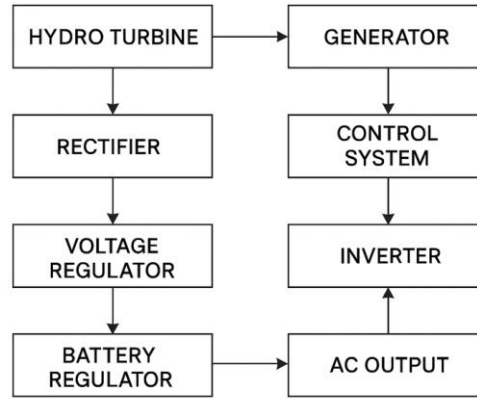 HYDRO TURBINE
GENERATOR
RECTIFIER
CONTROL
SYSTEM
VOLTAGE
REGULATOR
INVERTER
BATTERY
REGULATOR
AC OUTPUT